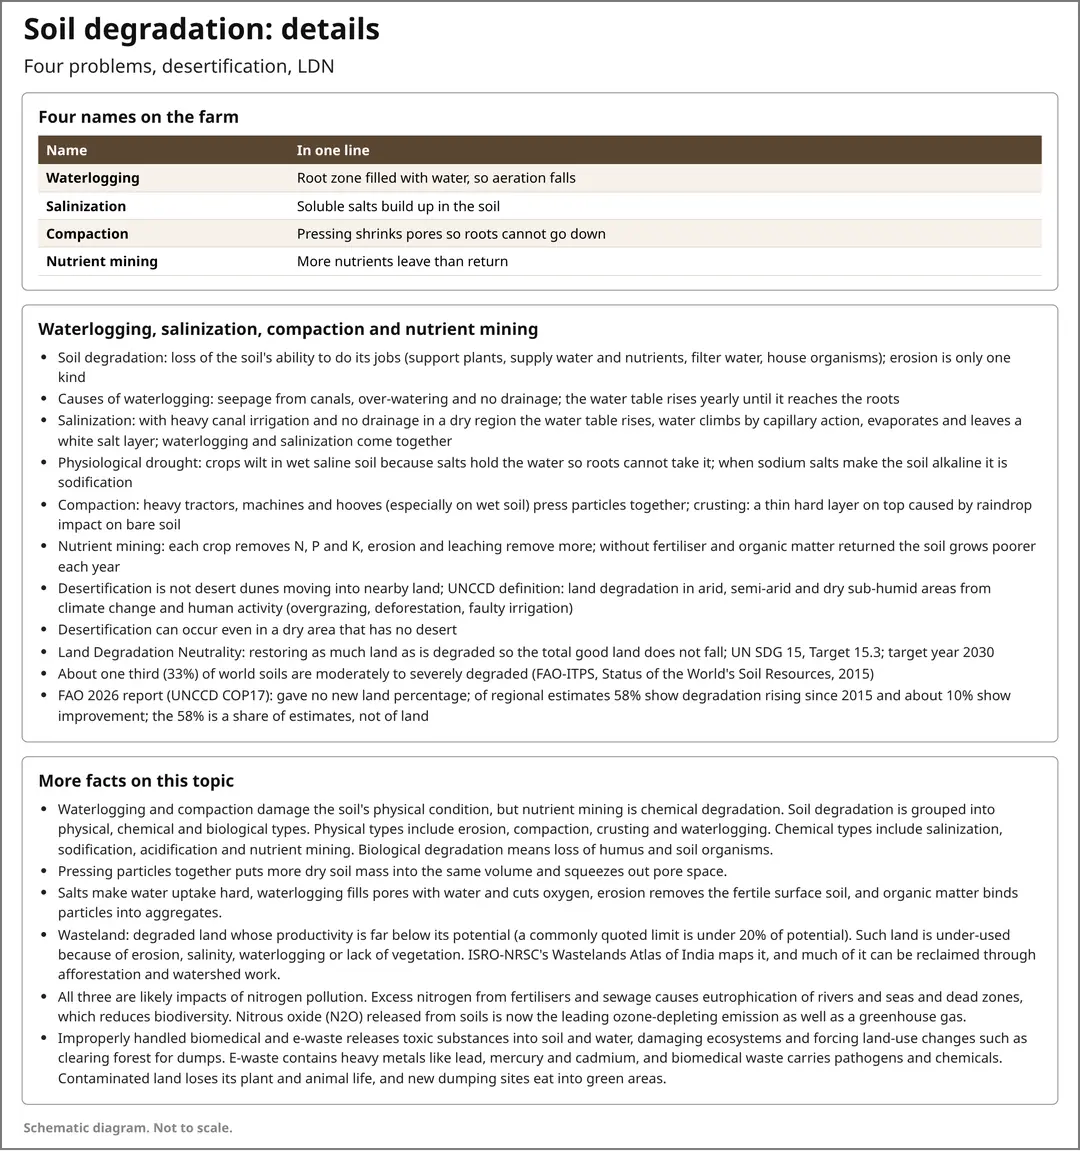 Soil degradation: details
Four problems, desertification, LDN
Four names on the farm
Name In one line
Waterlogging Root zone filled with water, so aeration falls
Salinization Soluble salts build up in the soil
Compaction Pressing shrinks pores so roots cannot go down
Nutrient mining More nutrients leave than return
Waterlogging, salinization, compaction and nutrient mining
• Soil degradation: loss of the soil's ability to do its jobs (support plants, supply water and nutrients, filter water, house organisms); erosion is only one
kind
• Causes of waterlogging: seepage from canals, over-watering and no drainage; the water table rises yearly until it reaches the roots
• Salinization: with heavy canal irrigation and no drainage in a dry region the water table rises, water climbs by capillary action, evaporates and leaves a
white salt layer; waterlogging and salinization come together
• Physiological drought: crops wilt in wet saline soil because salts hold the water so roots cannot take it; when sodium salts make the soil alkaline it is
sodification
• Compaction: heavy tractors, machines and hooves (especially on wet soil) press particles together; crusting: a thin hard layer on top caused by raindrop
impact on bare soil
• Nutrient mining: each crop removes N, P and K, erosion and leaching remove more; without fertiliser and organic matter returned the soil grows poorer
each year
• Desertification is not desert dunes moving into nearby land; UNCCD definition: land degradation in arid, semi-arid and dry sub-humid areas from
climate change and human activity (overgrazing, deforestation, faulty irrigation)
• Desertification can occur even in a dry area that has no desert
• Land Degradation Neutrality: restoring as much land as is degraded so the total good land does not fall; UN SDG 15, Target 15.3; target year 2030
• About one third (33%) of world soils are moderately to severely degraded (FAO-ITPS, Status of the World's Soil Resources, 2015)
• FAO 2026 report (UNCCD COP17): gave no new land percentage; of regional estimates 58% show degradation rising since 2015 and about 10% show
improvement; the 58% is a share of estimates, not of land
More facts on this topic
• Waterlogging and compaction damage the soil's physical condition, but nutrient mining is chemical degradation. Soil degradation is grouped into
physical, chemical and biological types. Physical types include erosion, compaction, crusting and waterlogging. Chemical types include salinization,
sodification, acidification and nutrient mining. Biological degradation means loss of humus and soil organisms.
• Pressing particles together puts more dry soil mass into the same volume and squeezes out pore space.
• Salts make water uptake hard, waterlogging fills pores with water and cuts oxygen, erosion removes the fertile surface soil, and organic matter binds
particles into aggregates.
• Wasteland: degraded land whose productivity is far below its potential (a commonly quoted limit is under 20% of potential). Such land is under-used
because of erosion, salinity, waterlogging or lack of vegetation. ISRO-NRSC's Wastelands Atlas of India maps it, and much of it can be reclaimed through
afforestation and watershed work.
• All three are likely impacts of nitrogen pollution. Excess nitrogen from fertilisers and sewage causes eutrophication of rivers and seas and dead zones,
which reduces biodiversity. Nitrous oxide (N2O) released from soils is now the leading ozone-depleting emission as well as a greenhouse gas.
• Improperly handled biomedical and e-waste releases toxic substances into soil and water, damaging ecosystems and forcing land-use changes such as
clearing forest for dumps. E-waste contains heavy metals like lead, mercury and cadmium, and biomedical waste carries pathogens and chemicals.
Contaminated land loses its plant and animal life, and new dumping sites eat into green areas.
Schematic diagram. Not to scale.